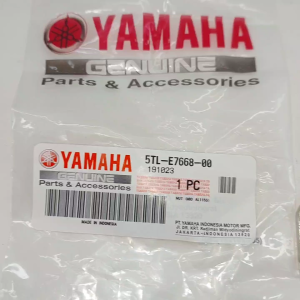 YAMAHA
GENUINE
Parts & Accessories
YAMAHA
GENUINE
Parts & Accessories
5TL-E7668-00
191023
1 PC
MADE IN INDONESIA
PT. YAMAHA INDONESIA MOTOR MFG.
JAKARTA-INDONESIA